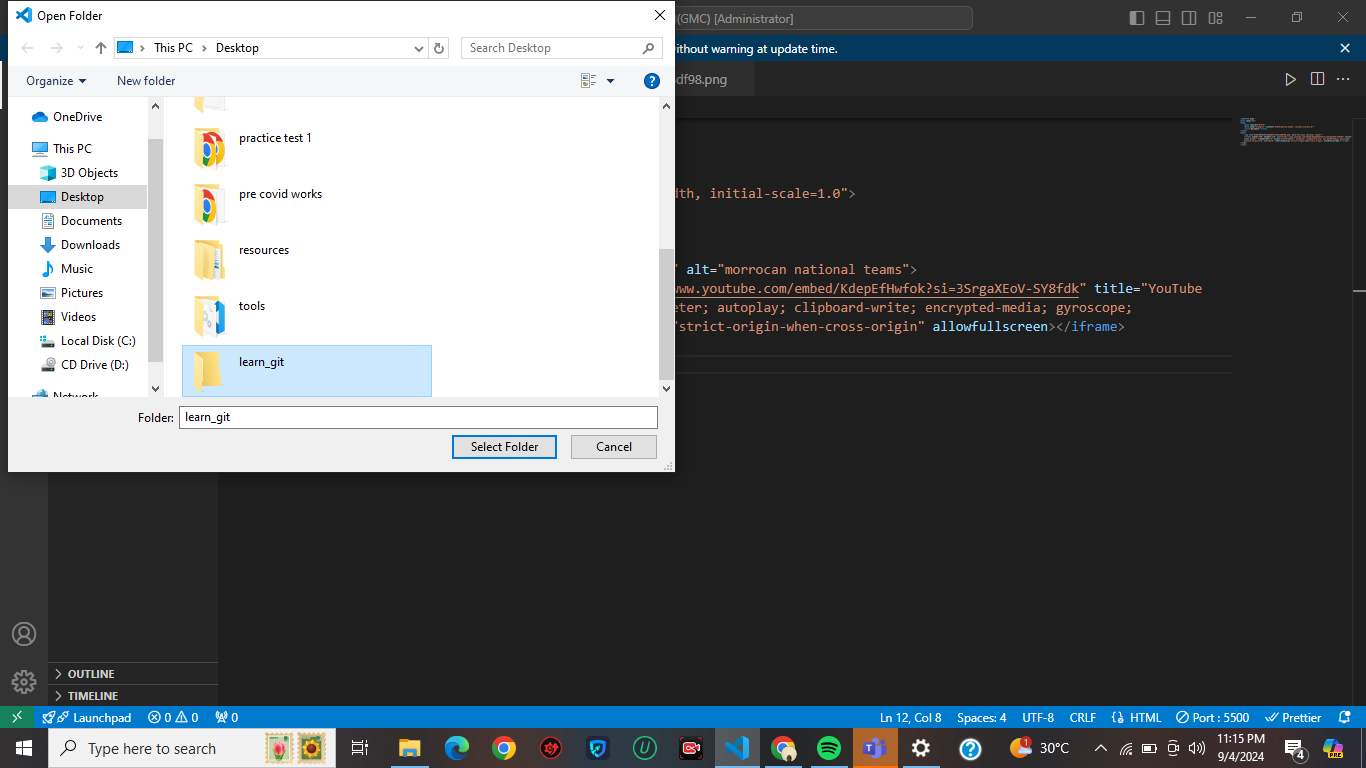 Open Folder
(GMC) [Administrator]
This PC
Desktop
Search Desktop
ithout warning at update time.
Organize
New folder
df98.png
OneDrive
This PC
3D Objects
Desktop
Documents
Downloads
Music
Pictures
Videos
Local Disk (C:)
CD Drive (D:)
Network
practice test 1
pre covid works
resources
tools
learn_git
Folder: learn_git
Select Folder
Cancel
dth, initial-scale=1.0">
" alt="morrocan national teams">
ww.youtube.com/embed/KdepEfHwfok?si=3SrgaXEoV-SY8fdk" title="YouTube
eter; autoplay; clipboard-write; encrypted-media; gyroscope;
"strict-origin-when-cross-origin" allowfullscreen></iframe>
OUTLINE
TIMELINE
Launchpad 0 0 0 Ln 12, Col 8 Spaces: 4 UTF-8 CRLF HTML Port : 5500 Prettier
Type here to search
1
30°C
11:15 PM
9/4/2024
4
PRE